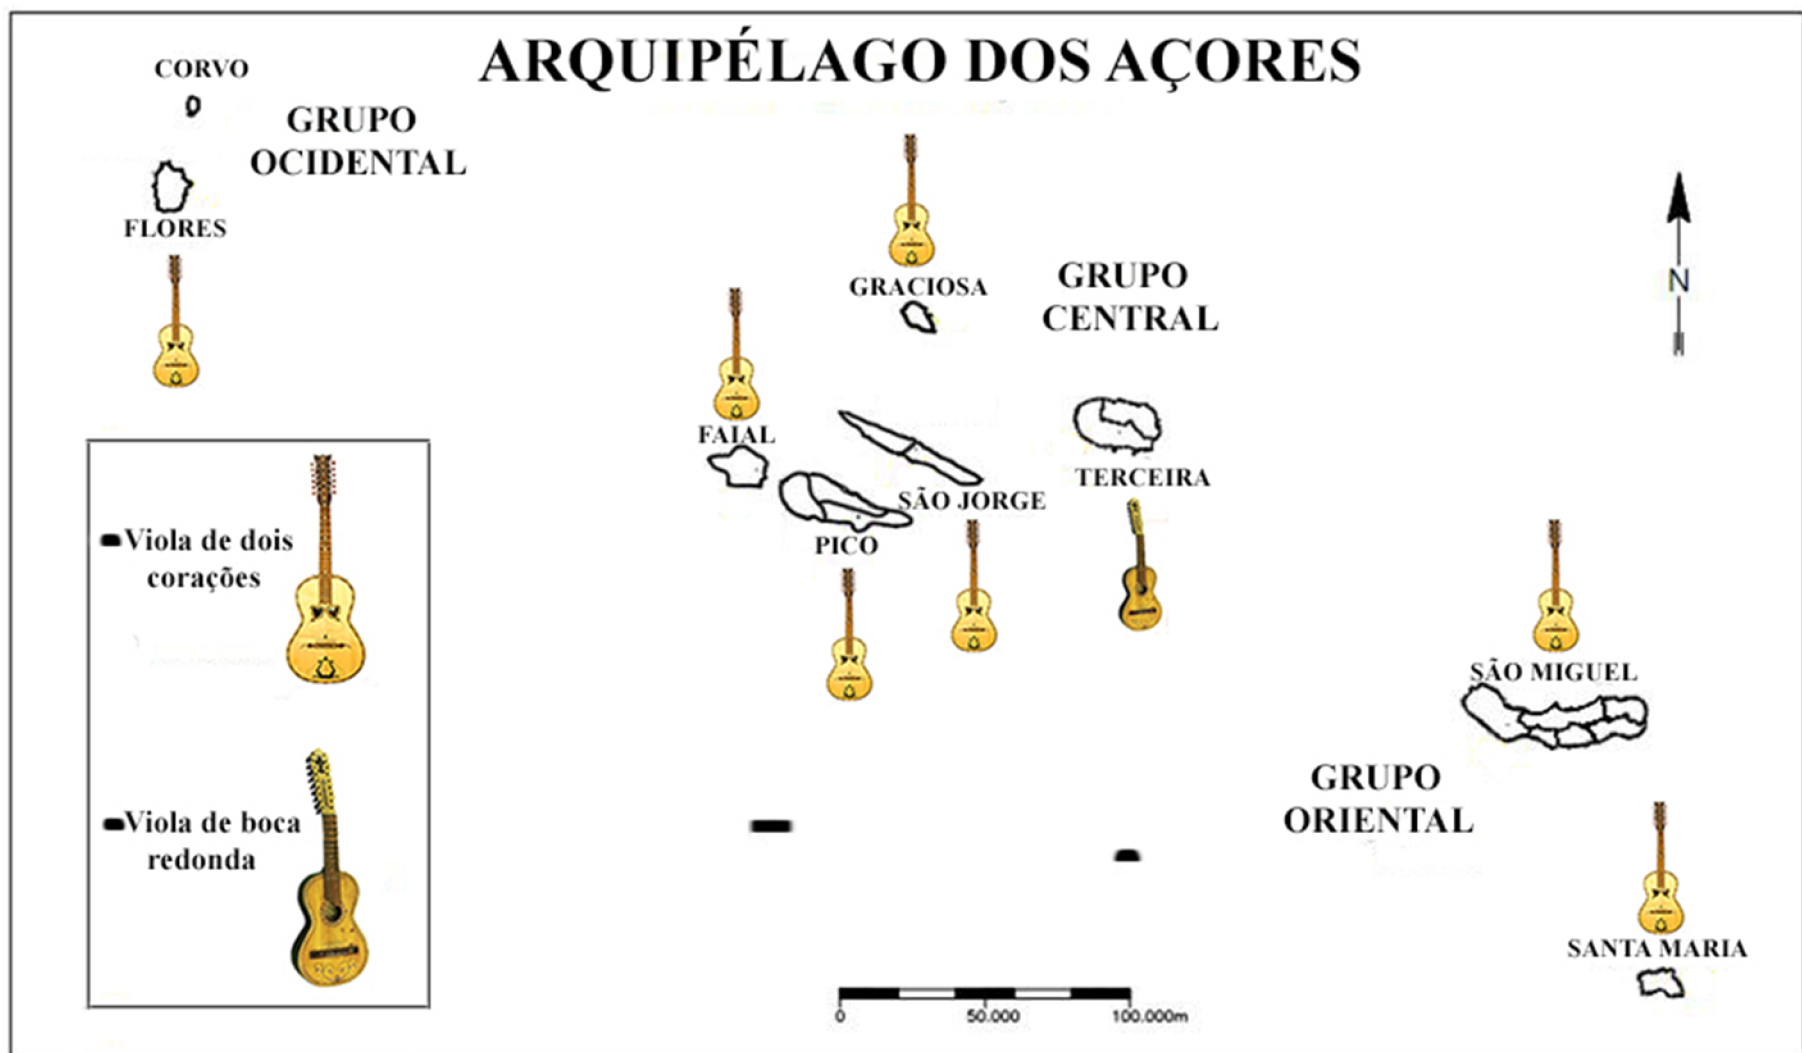 ARQUIPÉLAGO DOS AÇORES
CORVO
GRUPO
OCIDENTAL
FLORES
GRACIOSA
GRUPO
CENTRAL
N
FAIAL
TERCEIRA
SÃO JORGE
PICO
Viola de dois
corações
SÃO MIGUEL
GRUPO
ORIENTAL
Viola de boca
redonda
SANTA MARIA
0 50.000 100.000m